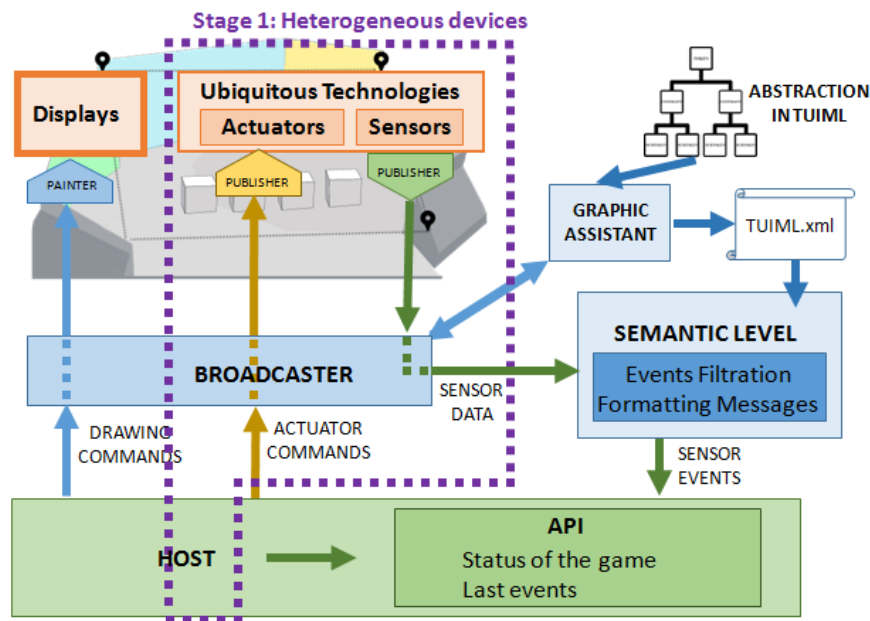 Stage 1: Heterogeneous devices
Displays
Ubiquitous Technologies
Actuators
Sensors
PAINTER
PUBLISHER
PUBLISHER
ABSTRACTION
IN TUIML
GRAPHIC
ASSISTANT
TUIML.xml
BROADCASTER
SEMANTIC LEVEL
Events Filtration
Formatting Messages
SENSOR
DATA
DRAWING
COMMANDS
ACTUATOR
COMMANDS
SENSOR
EVENTS
HOST
API
Status of the game
Last events